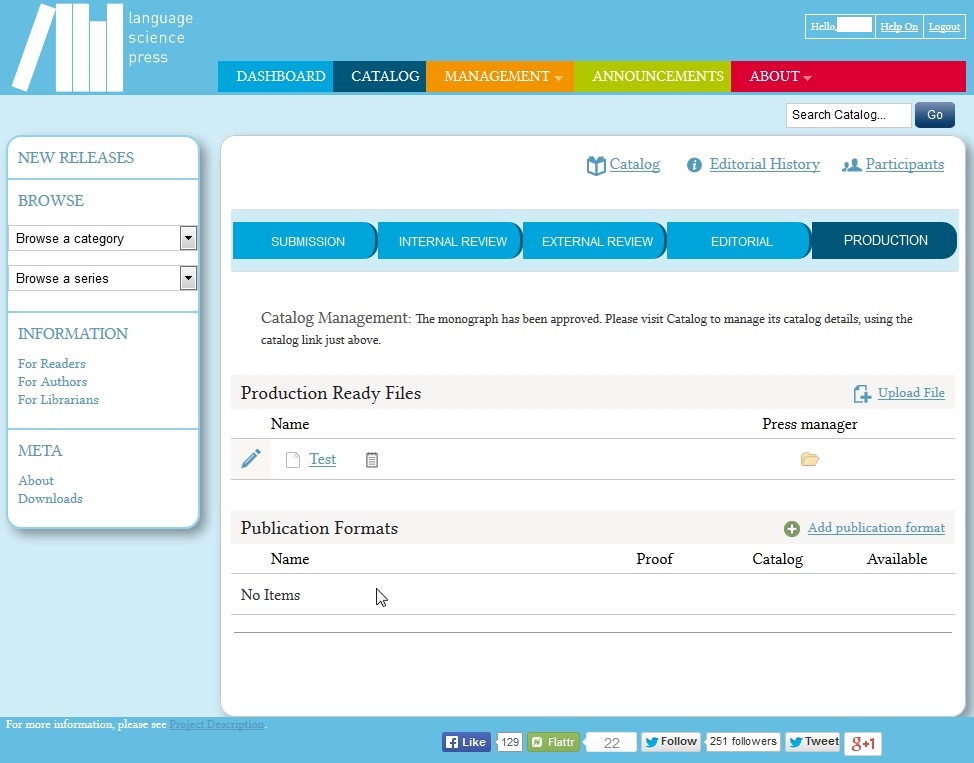 language
science
press
Hello, Help On Logout
DASHBOARD CATALOG MANAGEMENT ANNOUNCEMENTS ABOUT
Search Catalog... Go
NEW RELEASES
BROWSE
Browse a category
Browse a series
INFORMATION
For Readers
For Authors
For Librarians
META
About
Downloads
Catalog Editorial History Participants
SUBMISSION INTERNAL REVIEW EXTERNAL REVIEW EDITORIAL PRODUCTION
Catalog Management: The monograph has been approved. Please visit Catalog to manage its catalog details, using the
catalog link just above.
Production Ready Files Upload File
Name Press manager
Test
Publication Formats Add publication format
Name Proof Catalog Available
No Items
For more information, please see Project Description.
Like 129 Flattr 22 Follow 251 followers Tweet g+1